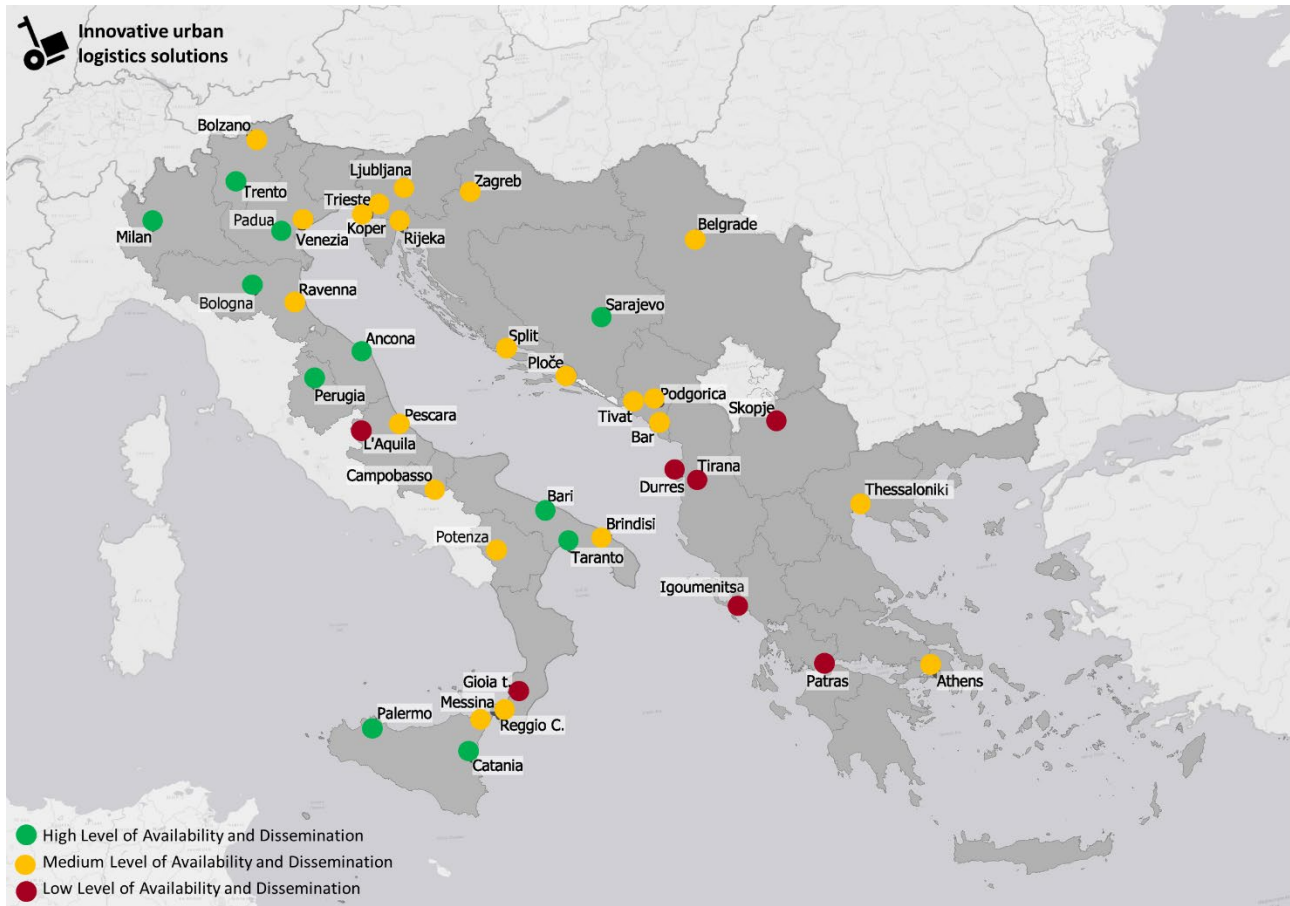 Innovative urban
logistics solutions
Bolzano
Ljubljana
Trento
Trieste
Zagreb
Padua
Koper
Rijeka
Milan
Venezia
Belgrade
Bologna
Ravenna
Sarajevo
Ancona
Split
Ploče
Perugia
Podgorica
Tivat
Skopje
Pescara
Bar
L'Aquila
Tirana
Campobasso
Durres
Thessaloniki
Bari
Brindisi
Potenza
Taranto
Igoumenitsa
Gioia t.
Patras
Athens
Messina
Palermo
Reggio C.
Catania
High Level of Availability and Dissemination
Medium Level of Availability and Dissemination
Low Level of Availability and Dissemination